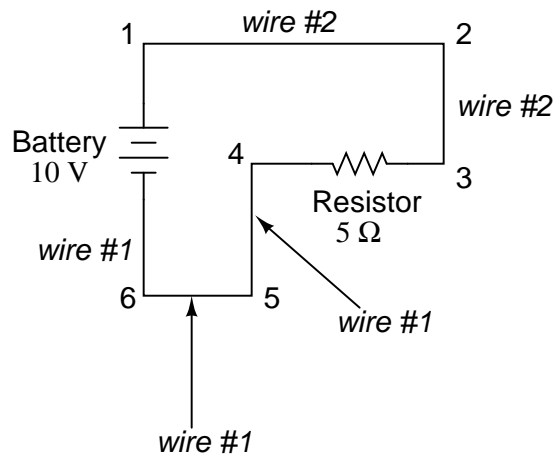 1
wire #2
2
wire #2
Battery
10 V
4
3
Resistor
5 Ω
wire #1
6
5
wire #1
wire #1